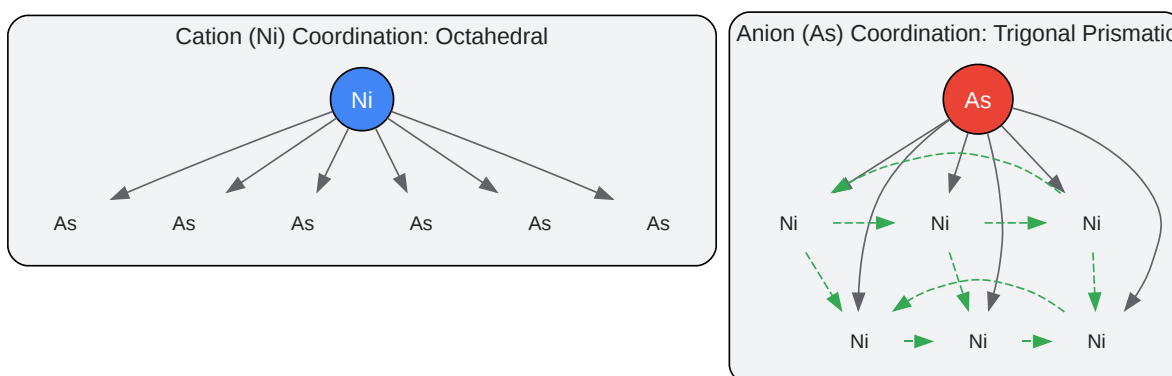 Cation (Ni) Coordination: Octahedral
Ni
As
As
As
As
As
As
Anion (As) Coordination: Trigonal Prismatic
As
Ni
Ni
Ni
Ni
Ni
Ni